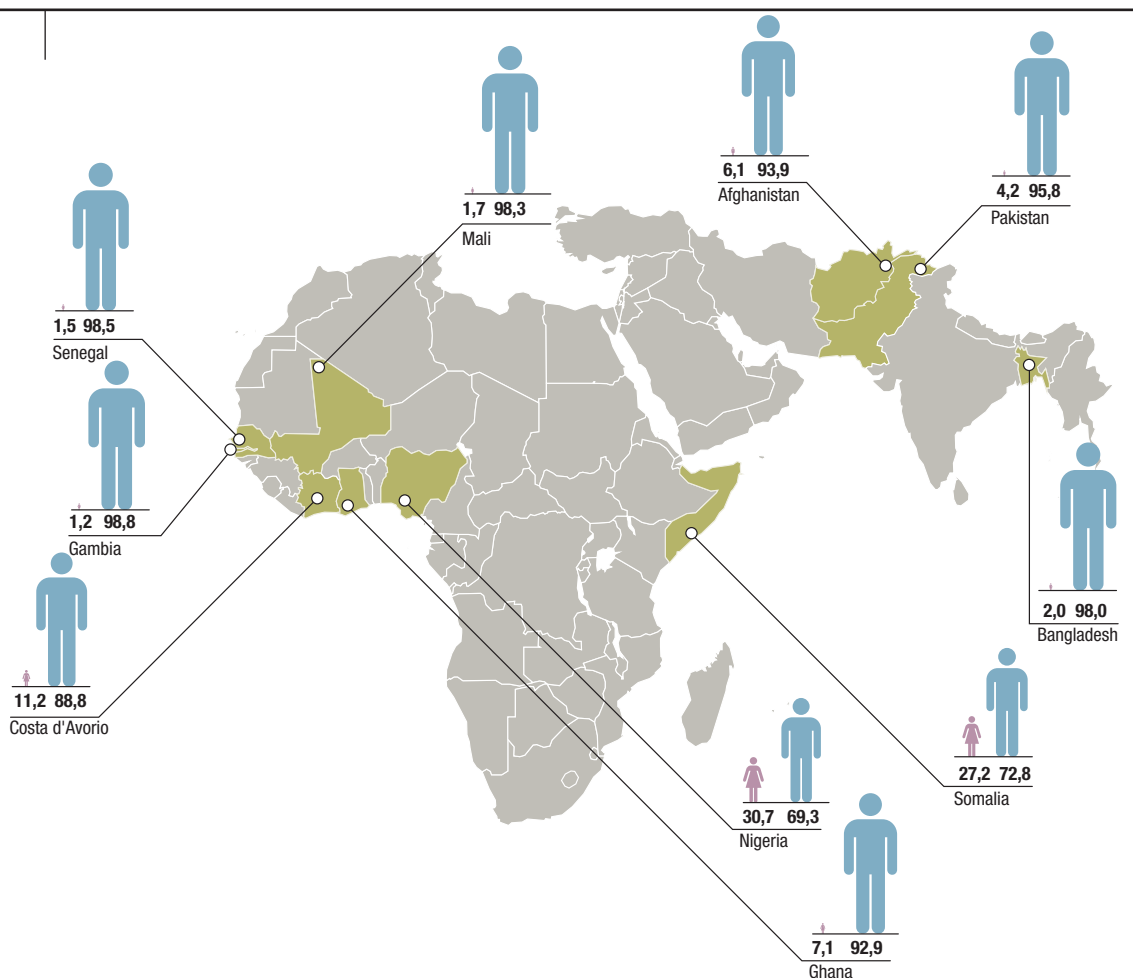 6,1 93,9
Afghanistan
4,2 95,8
Pakistan
1,7 98,3
Mali
1,5 98,5
Senegal
1,2 98,8
Gambia
2,0 98,0
Bangladesh
11,2 88,8
Costa d'Avorio
27,2 72,8
Somalia
30,7 69,3
Nigeria
7,1 92,9
Ghana